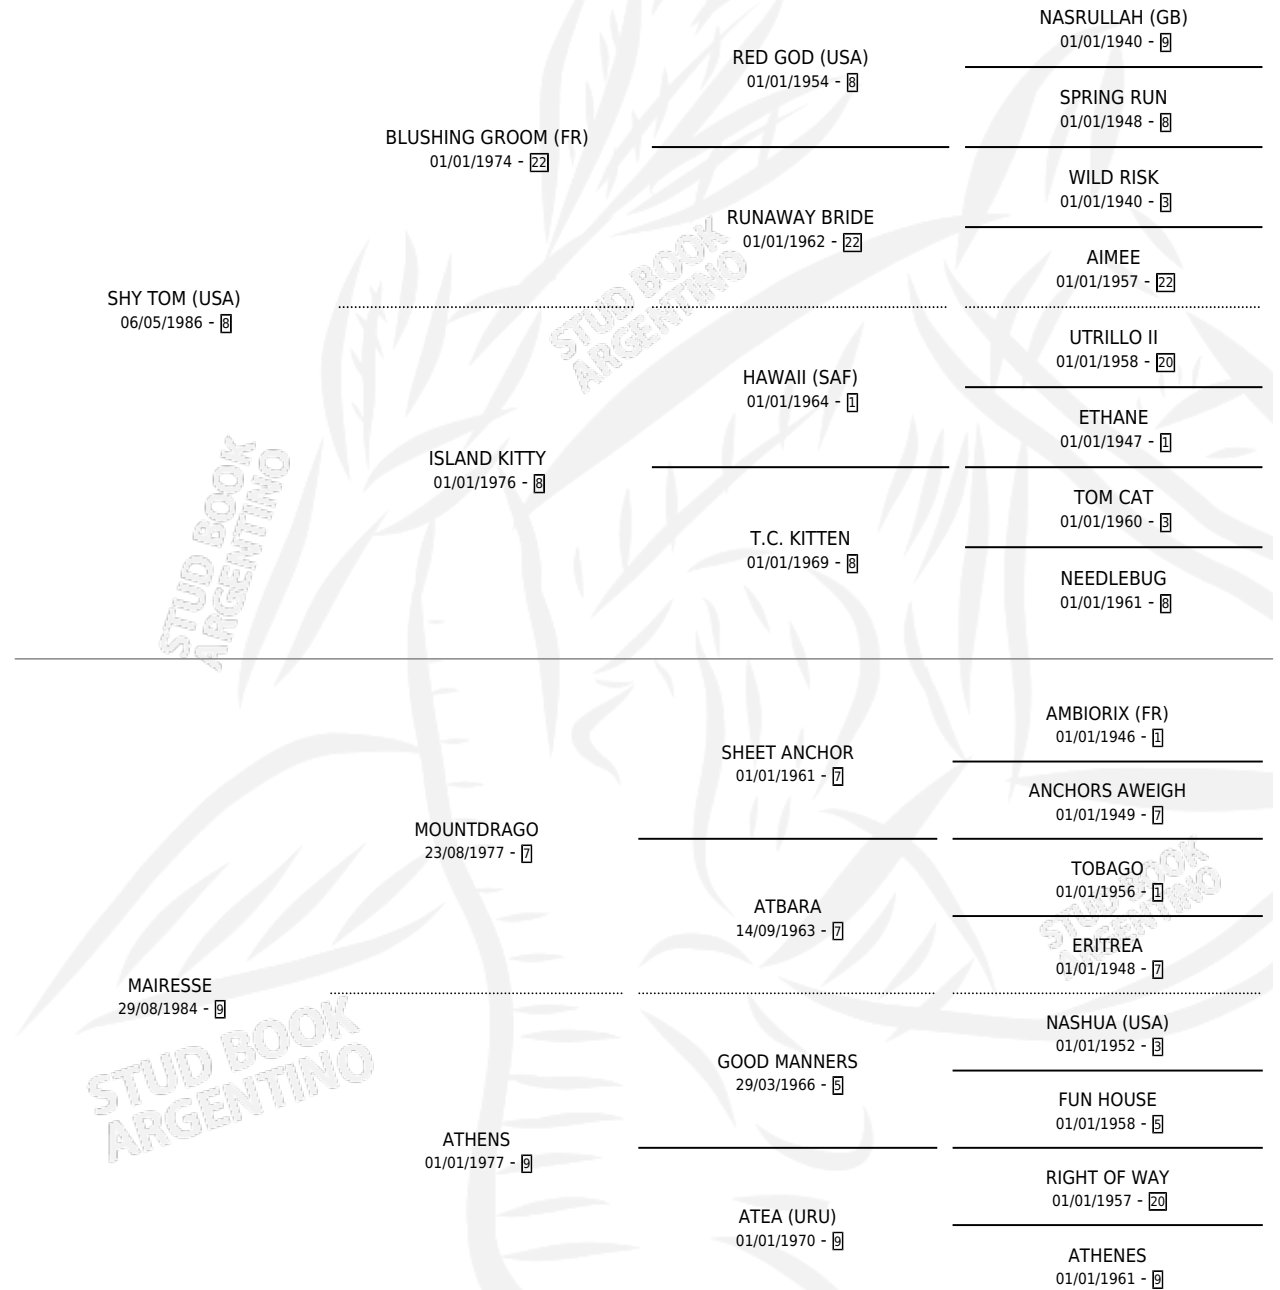 NASRULLAH (GB)
01/01/1940 - 9
RED GOD (USA)
01/01/1954 - 8
SPRING RUN
01/01/1948 - 8
BLUSHING GROOM (FR)
01/01/1974 - 22
WILD RISK
01/01/1940 - 3
RUNAWAY BRIDE
01/01/1962 - 22
AIMEE
01/01/1957 - 22
SHY TOM (USA)
06/05/1986 - 8
UTRILLO II
01/01/1958 - 20
HAWAII (SAF)
01/01/1964 - 1
ETHANE
01/01/1947 - 1
ISLAND KITTY
01/01/1976 - 8
TOM CAT
01/01/1960 - 3
T.C. KITTEN
01/01/1969 - 8
NEEDLEBUG
01/01/1961 - 8
AMBIORIX (FR)
01/01/1946 - 1
SHEET ANCHOR
01/01/1961 - 7
ANCHORS AWEIGH
01/01/1949 - 7
MOUNTDRAGO
23/08/1977 - 7
TOBAGO
01/01/1956 - 1
ATBARA
14/09/1963 - 7
ERITREA
01/01/1948 - 7
MAIRESSE
29/08/1984 - 9
NASHUA (USA)
01/01/1952 - 3
GOOD MANNERS
29/03/1966 - 5
FUN HOUSE
01/01/1958 - 5
ATHENS
01/01/1977 - 9
RIGHT OF WAY
01/01/1957 - 20
ATEA (URU)
01/01/1970 - 9
ATHENES
01/01/1961 - 9
STUD BOOK
ARGENTINO
STUD BOOK
ARGENTINO
STUD BOOK
ARGENTINO
STUD BOOK
ARGENTINO